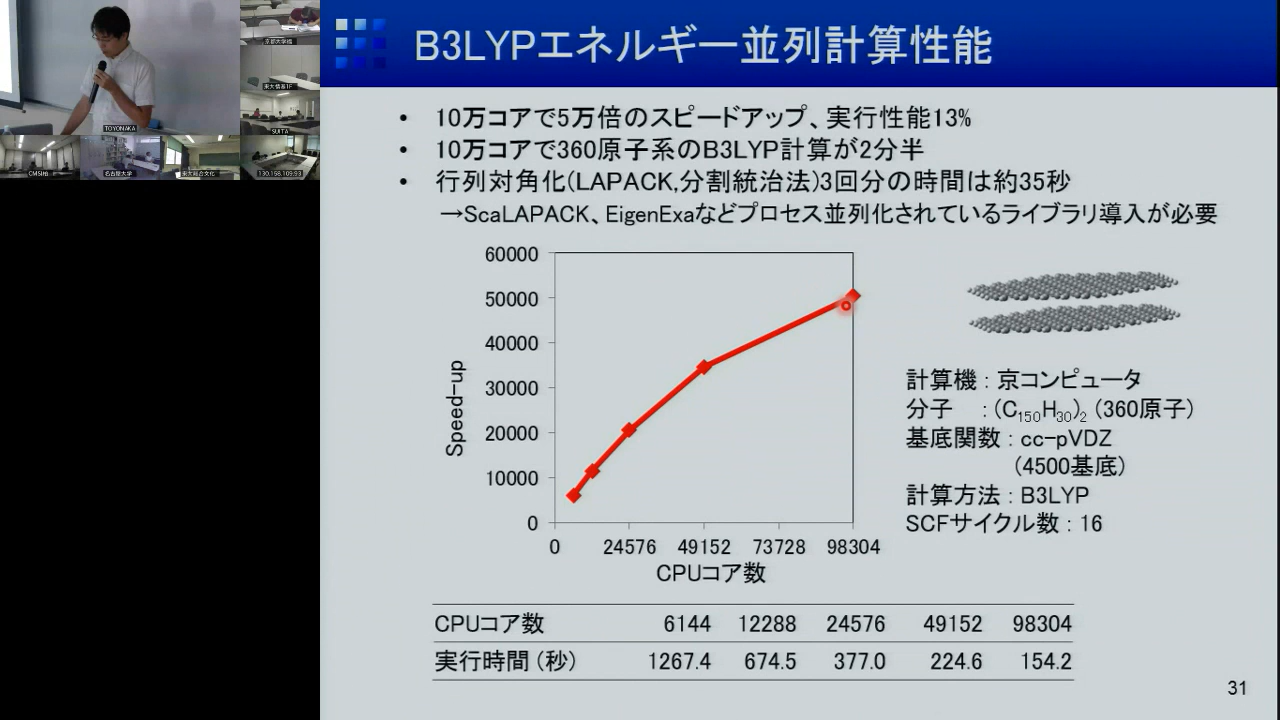 B3LYPエネルギー並列計算性能
• 10万コアで5万倍のスピードアップ、実行性能13%
• 10万コアで360原子系のB3LYP計算が2分半
• 行列対角化(LAPACK,分割統治法)3回分の時間は約35秒
→ScaLAPACK、EigenExaなどプロセス並列化されているライブラリ導入が必要
60000
50000
40000
30000
20000
10000
0
Speed-up
0 24576 49152 73728 98304
CPUコア数
計算機 : 京コンピュータ
分子 : (C150H30)2 (360原子)
基底関数 : cc-pVDZ
(4500基底)
計算方法 : B3LYP
SCFサイクル数 : 16
CPUコア数 6144 12288 24576 49152 98304
実行時間 (秒) 1267.4 674.5 377.0 224.6 154.2
31
TOYONAKA
東大情基1F
SUITA
CMSI柏
名古屋大学
東大総合文化
130.158.109.93